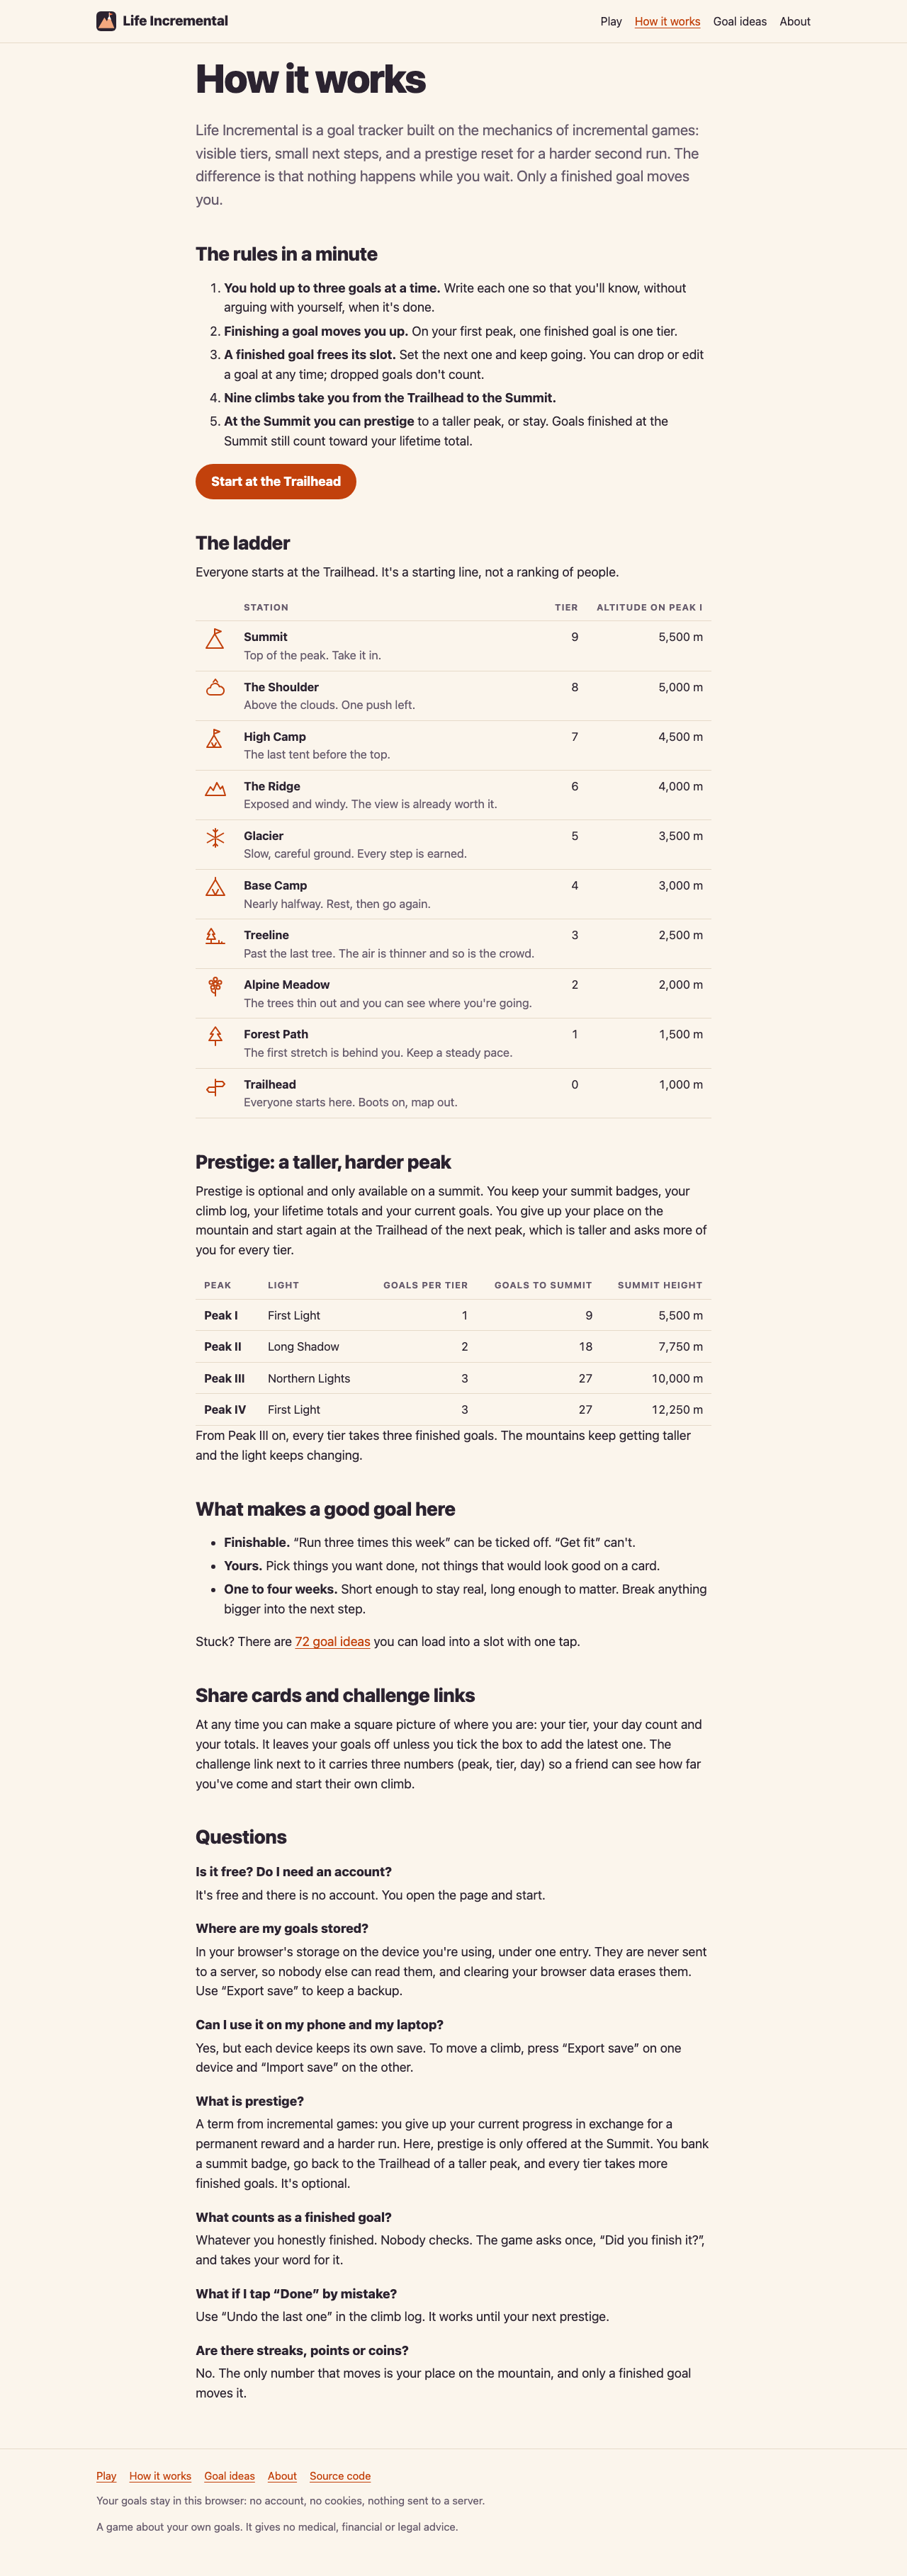 Life Incremental
Play How it works Goal ideas About
How it works
Life Incremental is a goal tracker built on the mechanics of incremental games:
visible tiers, small next steps, and a prestige reset for a harder second run. The
difference is that nothing happens while you wait. Only a finished goal moves
you.
The rules in a minute
1. You hold up to three goals at a time. Write each one so that you'll know, without
arguing with yourself, when it's done.
2. Finishing a goal moves you up. On your first peak, one finished goal is one tier.
3. A finished goal frees its slot. Set the next one and keep going. You can drop or edit
a goal at any time; dropped goals don't count.
4. Nine climbs take you from the Trailhead to the Summit.
5. At the Summit you can prestige to a taller peak, or stay. Goals finished at the
Summit still count toward your lifetime total.
Start at the Trailhead
The ladder
Everyone starts at the Trailhead. It's a starting line, not a ranking of people.
STATION TIER ALTITUDE ON PEAK I
Summit 9 5,500 m
Top of the peak. Take it in.
The Shoulder 8 5,000 m
Above the clouds. One push left.
High Camp 7 4,500 m
The last tent before the top.
The Ridge 6 4,000 m
Exposed and windy. The view is already worth it.
Glacier 5 3,500 m
Slow, careful ground. Every step is earned.
Base Camp 4 3,000 m
Nearly halfway. Rest, then go again.
Treeline 3 2,500 m
Past the last tree. The air is thinner and so is the crowd.
Alpine Meadow 2 2,000 m
The trees thin out and you can see where you're going.
Forest Path 1 1,500 m
The first stretch is behind you. Keep a steady pace.
Trailhead 0 1,000 m
Everyone starts here. Boots on, map out.
Prestige: a taller, harder peak
Prestige is optional and only available on a summit. You keep your summit badges, your
climb log, your lifetime totals and your current goals. You give up your place on the
mountain and start again at the Trailhead of the next peak, which is taller and asks more of
you for every tier.
PEAK LIGHT GOALS PER TIER GOALS TO SUMMIT SUMMIT HEIGHT
Peak I First Light 1 9 5,500 m
Peak II Long Shadow 2 18 7,750 m
Peak III Northern Lights 3 27 10,000 m
Peak IV First Light 3 27 12,250 m
From Peak III on, every tier takes three finished goals. The mountains keep getting taller
and the light keeps changing.
What makes a good goal here
• Finishable. “Run three times this week” can be ticked off. “Get fit” can't.
• Yours. Pick things you want done, not things that would look good on a card.
• One to four weeks. Short enough to stay real, long enough to matter. Break anything
bigger into the next step.
Stuck? There are 72 goal ideas you can load into a slot with one tap.
Share cards and challenge links
At any time you can make a square picture of where you are: your tier, your day count and
your totals. It leaves your goals off unless you tick the box to add the latest one. The
challenge link next to it carries three numbers (peak, tier, day) so a friend can see how far
you've come and start their own climb.
Questions
Is it free? Do I need an account?
It's free and there is no account. You open the page and start.
Where are my goals stored?
In your browser's storage on the device you're using, under one entry. They are never sent
to a server, so nobody else can read them, and clearing your browser data erases them.
Use “Export save” to keep a backup.
Can I use it on my phone and my laptop?
Yes, but each device keeps its own save. To move a climb, press “Export save” on one
device and “Import save” on the other.
What is prestige?
A term from incremental games: you give up your current progress in exchange for a
permanent reward and a harder run. Here, prestige is only offered at the Summit. You bank
a summit badge, go back to the Trailhead of a taller peak, and every tier takes more
finished goals. It's optional.
What counts as a finished goal?
Whatever you honestly finished. Nobody checks. The game asks once, “Did you finish it?”,
and takes your word for it.
What if I tap “Done” by mistake?
Use “Undo the last one” in the climb log. It works until your next prestige.
Are there streaks, points or coins?
No. The only number that moves is your place on the mountain, and only a finished goal
moves it.
Play How it works Goal ideas About Source code
Your goals stay in this browser: no account, no cookies, nothing sent to a server.
A game about your own goals. It gives no medical, financial or legal advice.